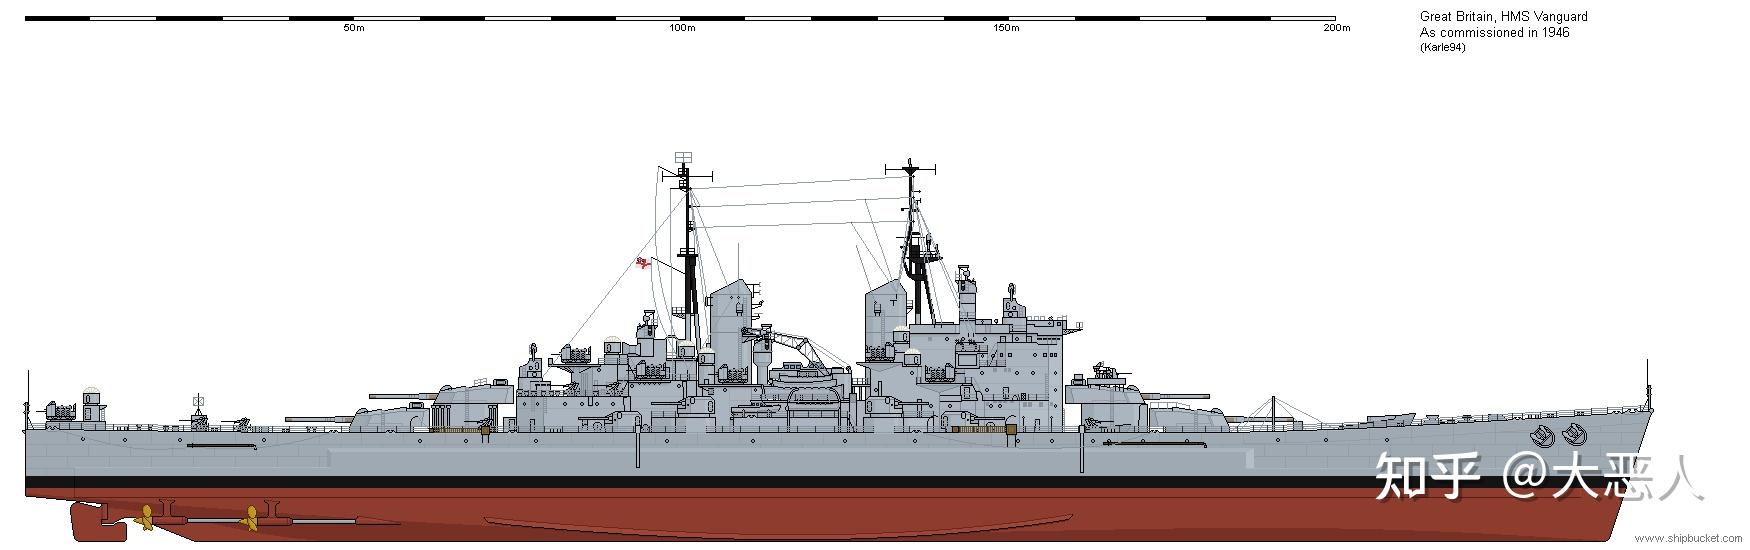 Great Britain, HMS Vanguard
As commissioned in 1946
(Karle94)
50m 100m 150m 200m
知乎 @大恶人
www.shipbucket.com